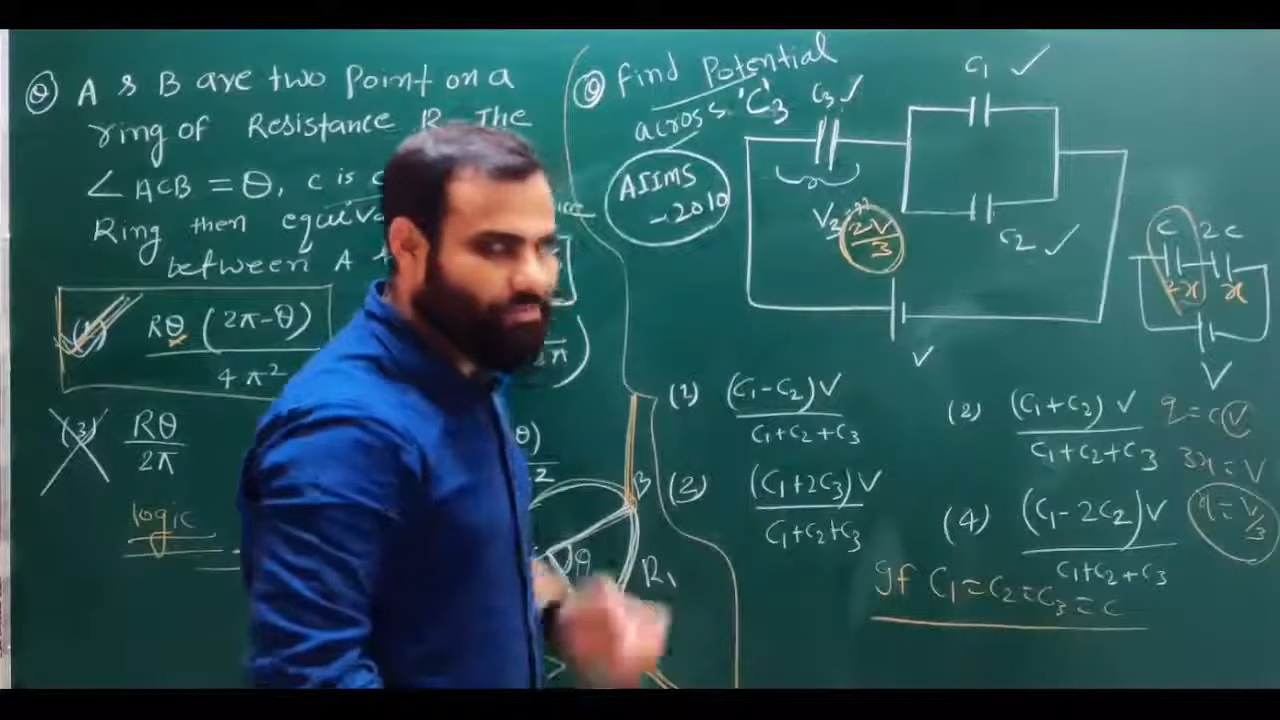 Q A & B are two Point on a
ring of Resistance R. The
∠ACB = θ, C is
Ring then
between A
(1) Rθ (2π-θ)
4π²
(3) Rθ
2π
logic
B
θ
R₁
Q find Potential
across 'C₃'
AIIMS
-2010
C₃ ✓
C₁ ✓
C₂ ✓
2V
3
V
C 2C
2x x
V
(1) (C₁-C₂)V
C₁+C₂+C₃
(2) (C₁+C₂) V
C₁+C₂+C₃
(3) (C₁+2C₃)V
C₁+C₂+C₃
(4) (C₁-2C₂)V
C₁+C₂+C₃
q=CV
3x=V
x=V/3
If C₁=C₂=C₃=C